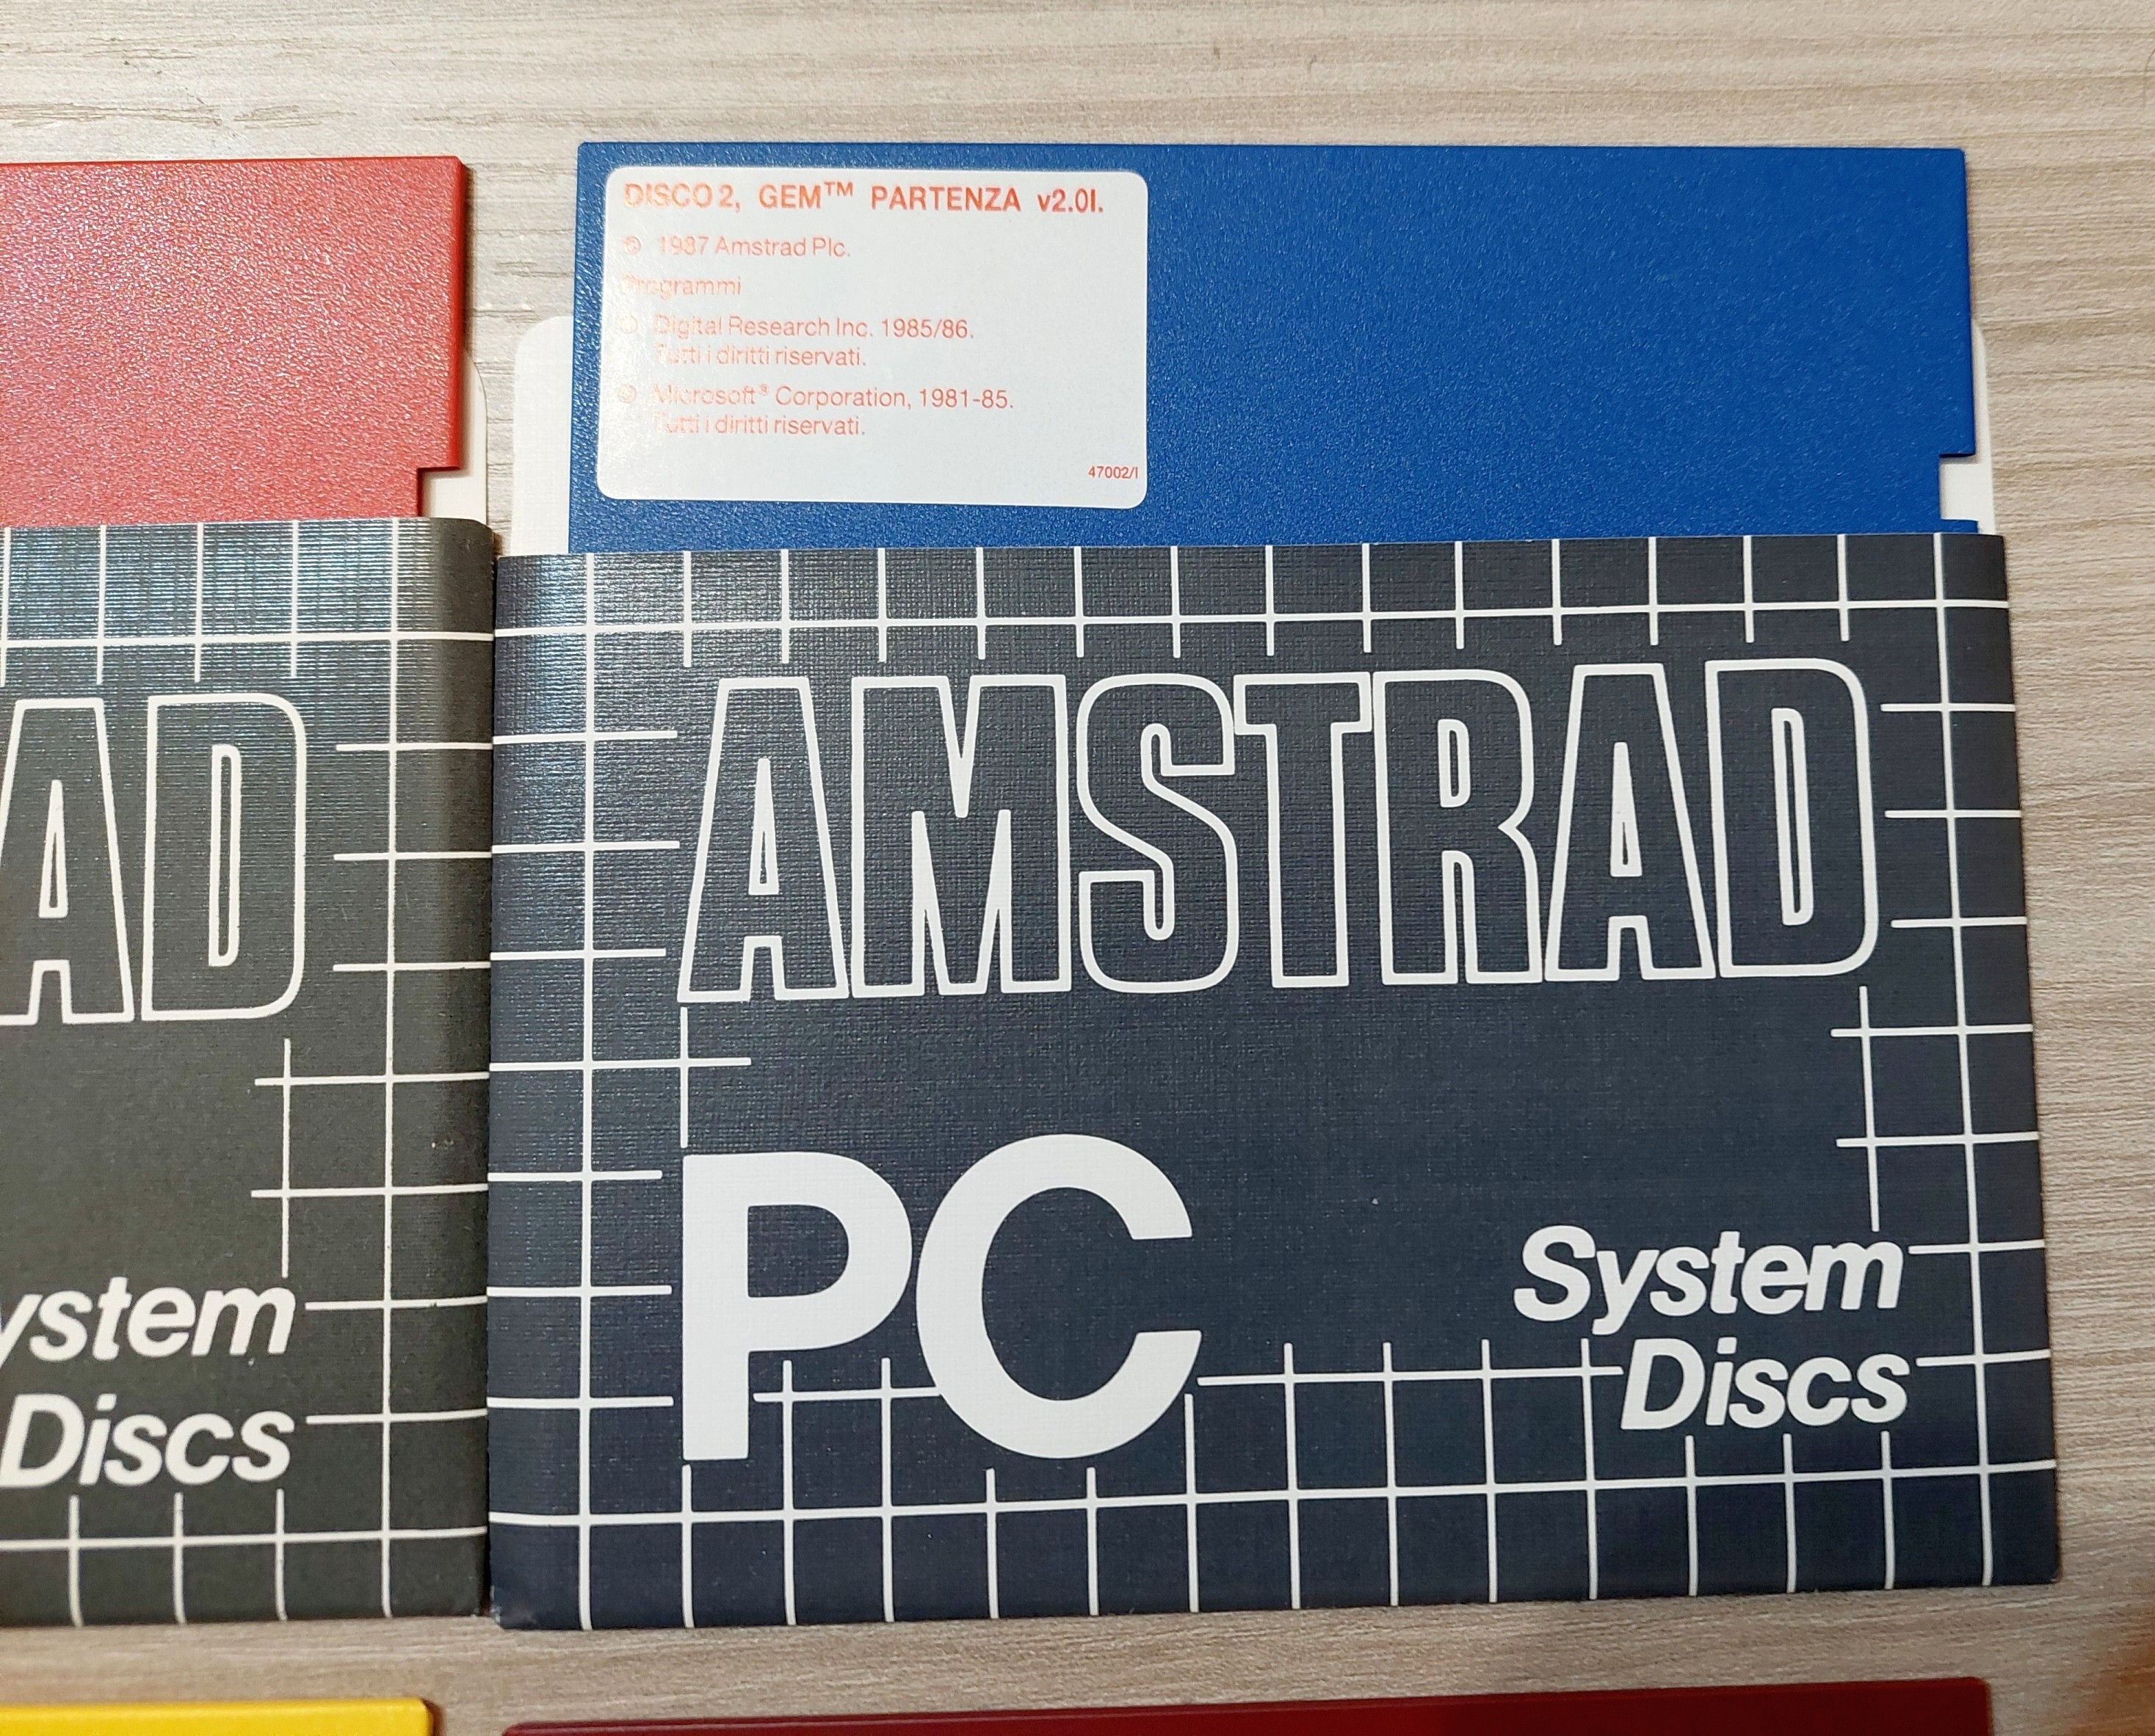 DISCO 2, GEM™ PARTENZA v2.0I.
© 1987 Amstrad Plc.
Programmi
© Digital Research Inc. 1985/86.
Tutti i diritti riservati.
© Microsoft® Corporation, 1981-85.
Tutti i diritti riservati.
47002/I
AMSTRAD
PC
System
Discs
AD
ystem
Discs